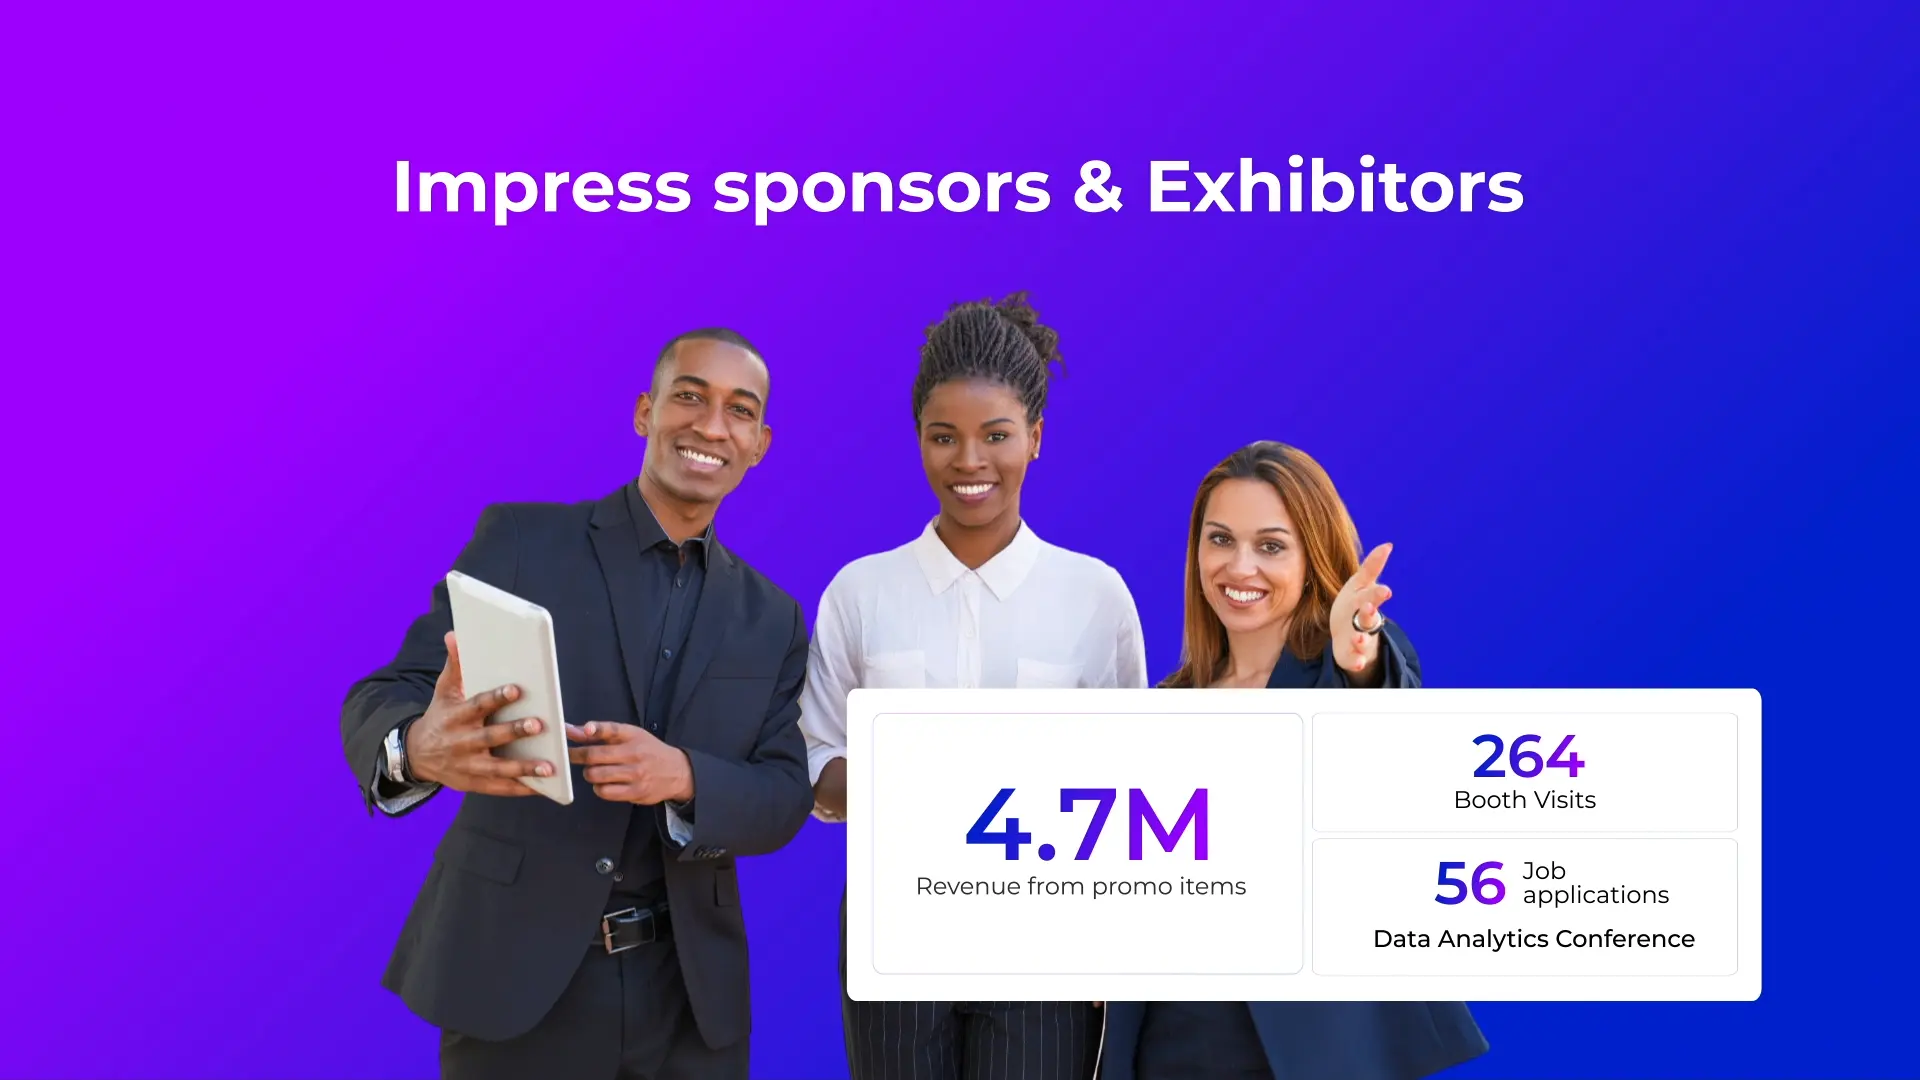 Impress sponsors & Exhibitors
4.7M
Revenue from promo items
264
Booth Visits
56 Job
applications
Data Analytics Conference